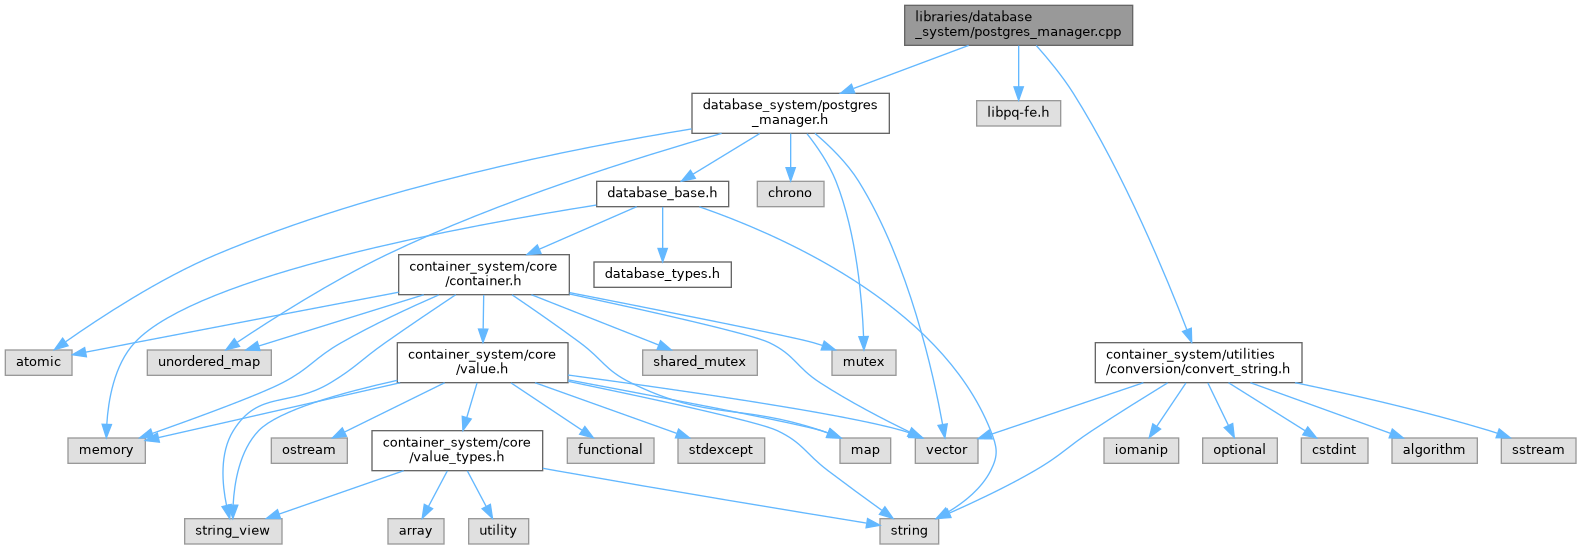 libraries/database
_system/postgres_manager.cpp
database_system/postgres
_manager.h
libpq-fe.h
database_base.h
chrono
container_system/core
/container.h
database_types.h
atomic
unordered_map
container_system/core
/value.h
shared_mutex
mutex
container_system/utilities
/conversion/convert_string.h
memory
ostream
container_system/core
/value_types.h
functional
stdexcept
map
vector
iomanip
optional
cstdint
algorithm
sstream
string_view
array
utility
string